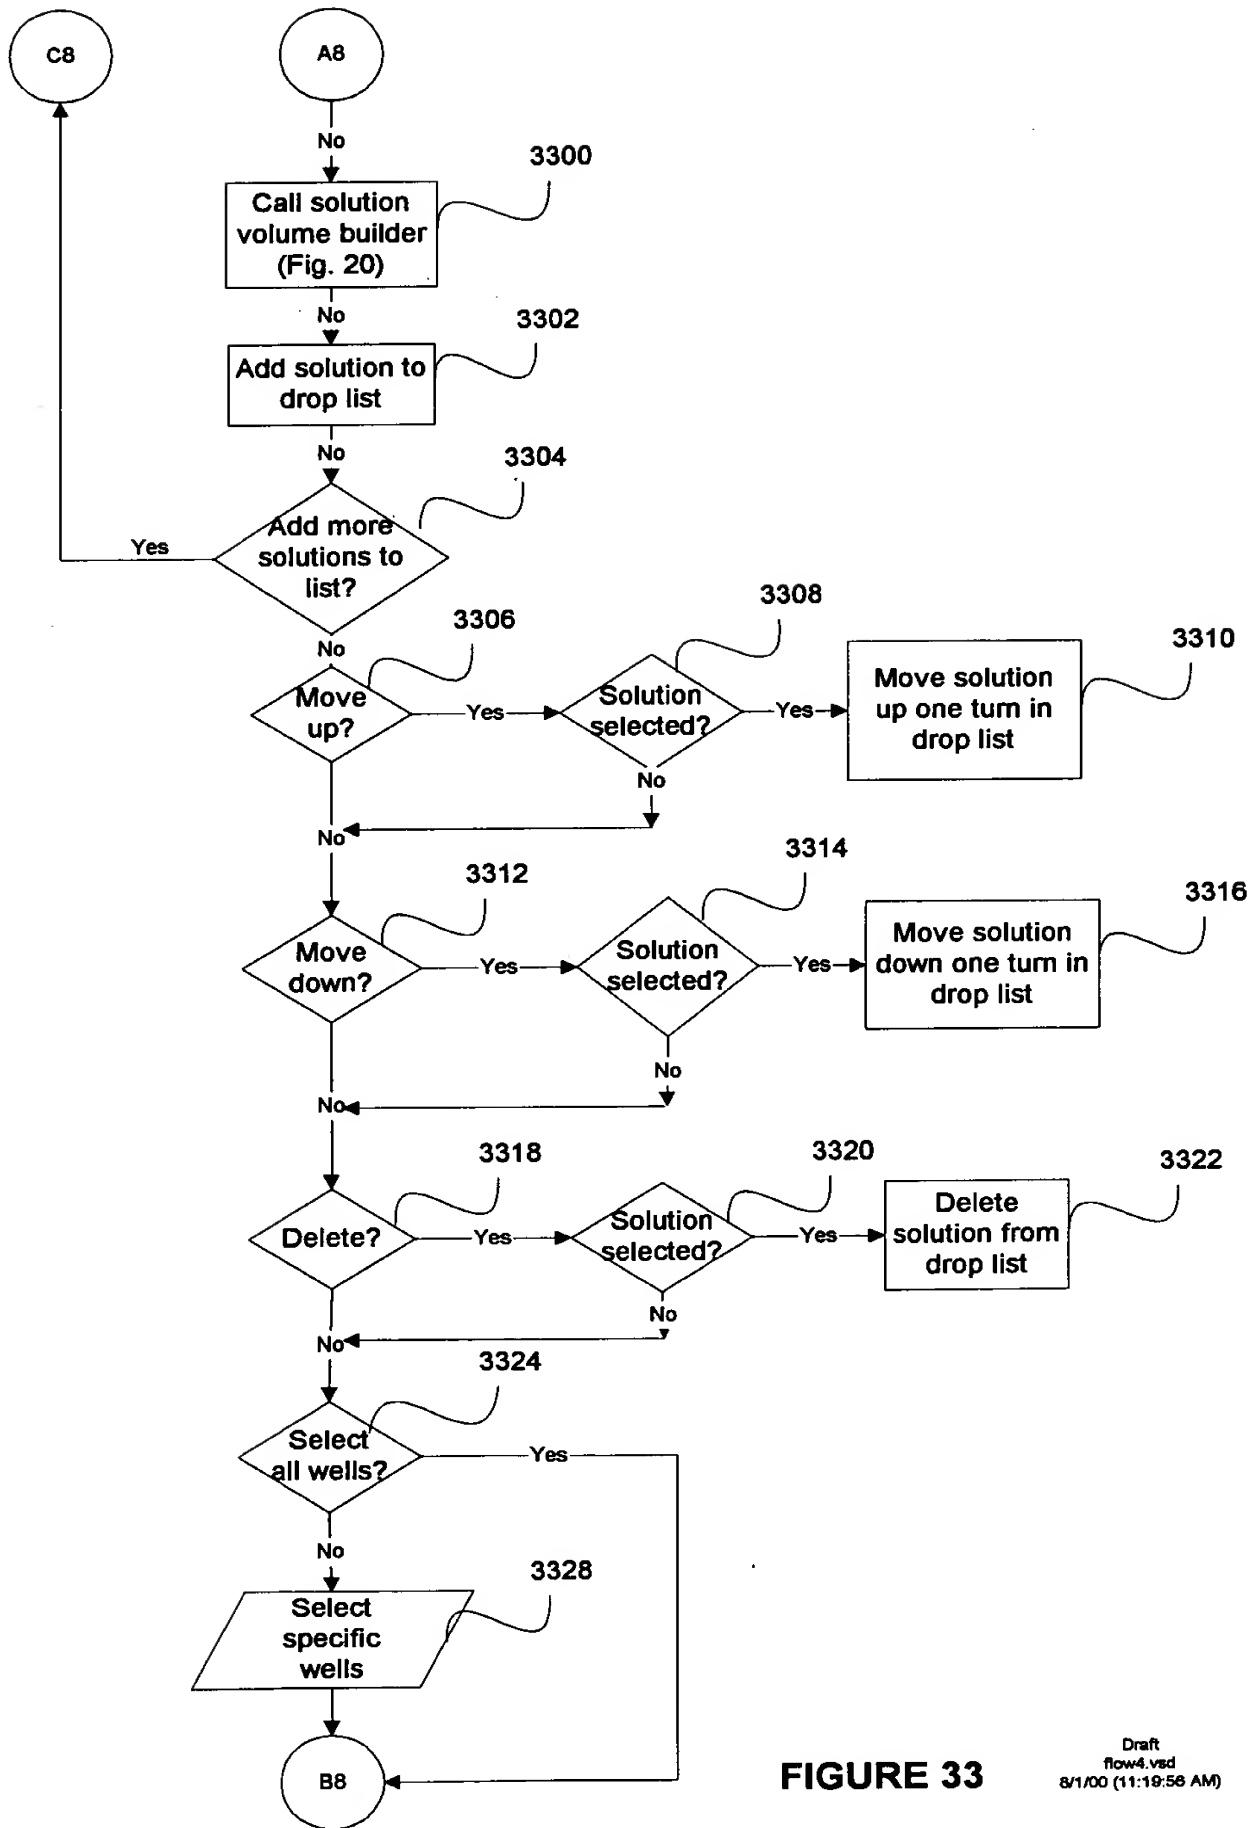 C8
A8
No
3300
Call solution
volume builder
(Fig. 20)
No
3302
Add solution to
drop list
No
3304
Add more
solutions to
list?
Yes
No
3306
Move
up?
Yes
3308
Solution
selected?
Yes
3310
Move solution
up one turn in
drop list
No
No
3312
Move
down?
Yes
3314
Solution
selected?
Yes
3316
Move solution
down one turn in
drop list
No
No
3318
Delete?
Yes
3320
Solution
selected?
Yes
3322
Delete
solution from
drop list
No
No
3324
Select
all wells?
Yes
No
3328
Select
specific
wells
B8
FIGURE 33
Draft
flow4.vsd
8/1/00 (11:19:56 AM)